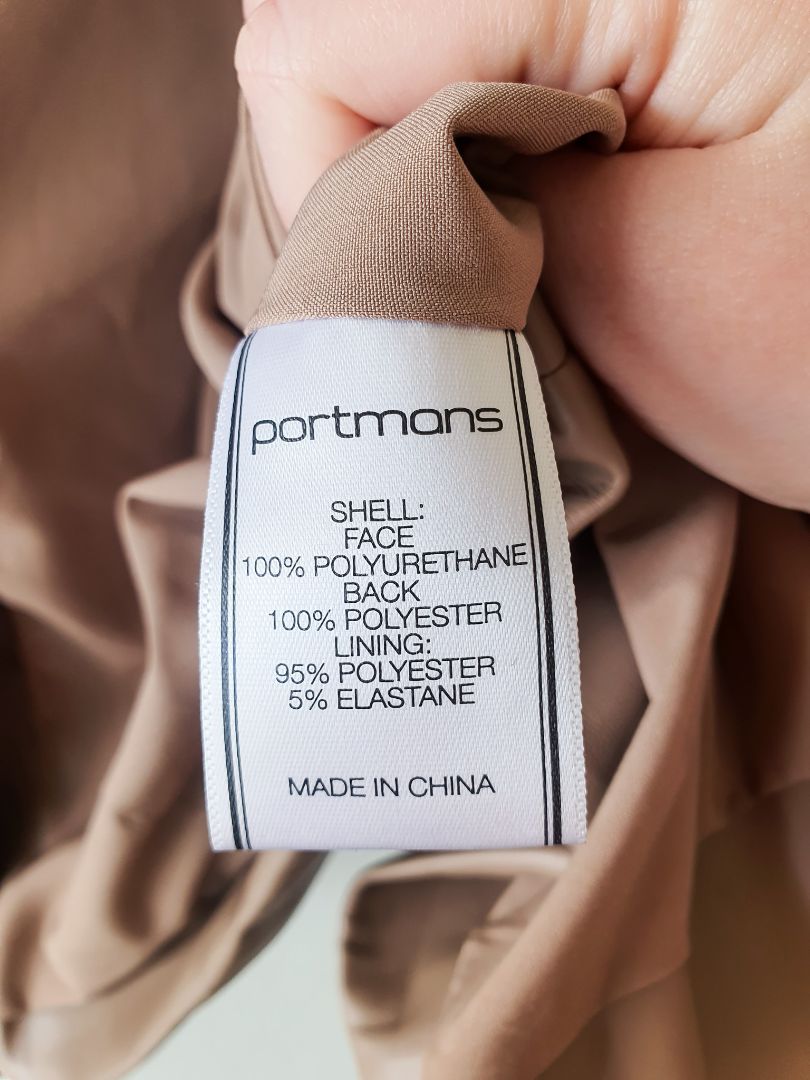 portmans
SHELL:
FACE
100% POLYURETHANE
BACK
100% POLYESTER
LINING:
95% POLYESTER
5% ELASTANE
MADE IN CHINA